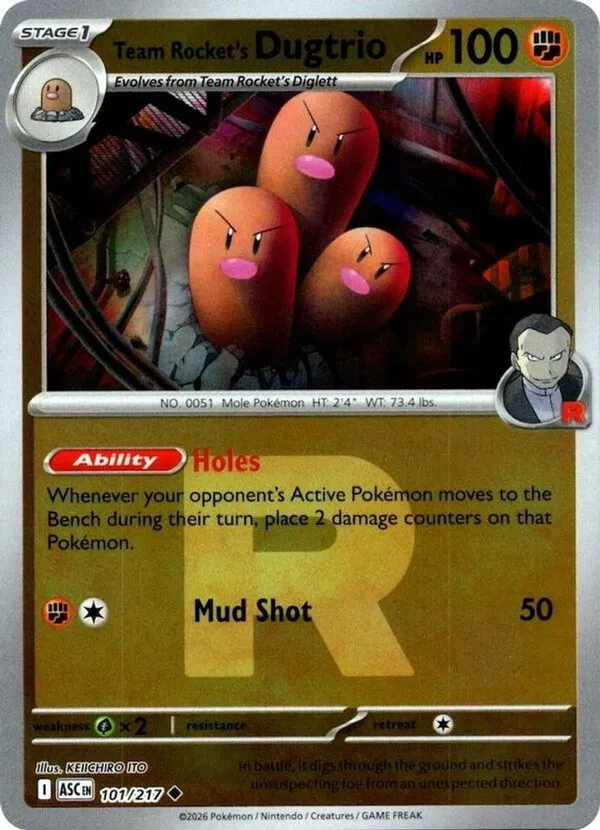 STAGE 1
Team Rocket's Dugtrio HP 100
Evolves from Team Rocket's Diglett
NO. 0051 Mole Pokémon HT: 2'4" WT: 73.4 lbs.
R
Ability Holes
Whenever your opponent's Active Pokémon moves to the
Bench during their turn, place 2 damage counters on that
Pokémon.
R
Mud Shot 50
weakness ×2 resistance retreat
Illus. KEIICHIRO ITO
In battle, it digs through the ground and strikes the
unsuspecting foe from an unexpected direction.
I ASC EN 101/217
©2026 Pokémon / Nintendo / Creatures / GAME FREAK